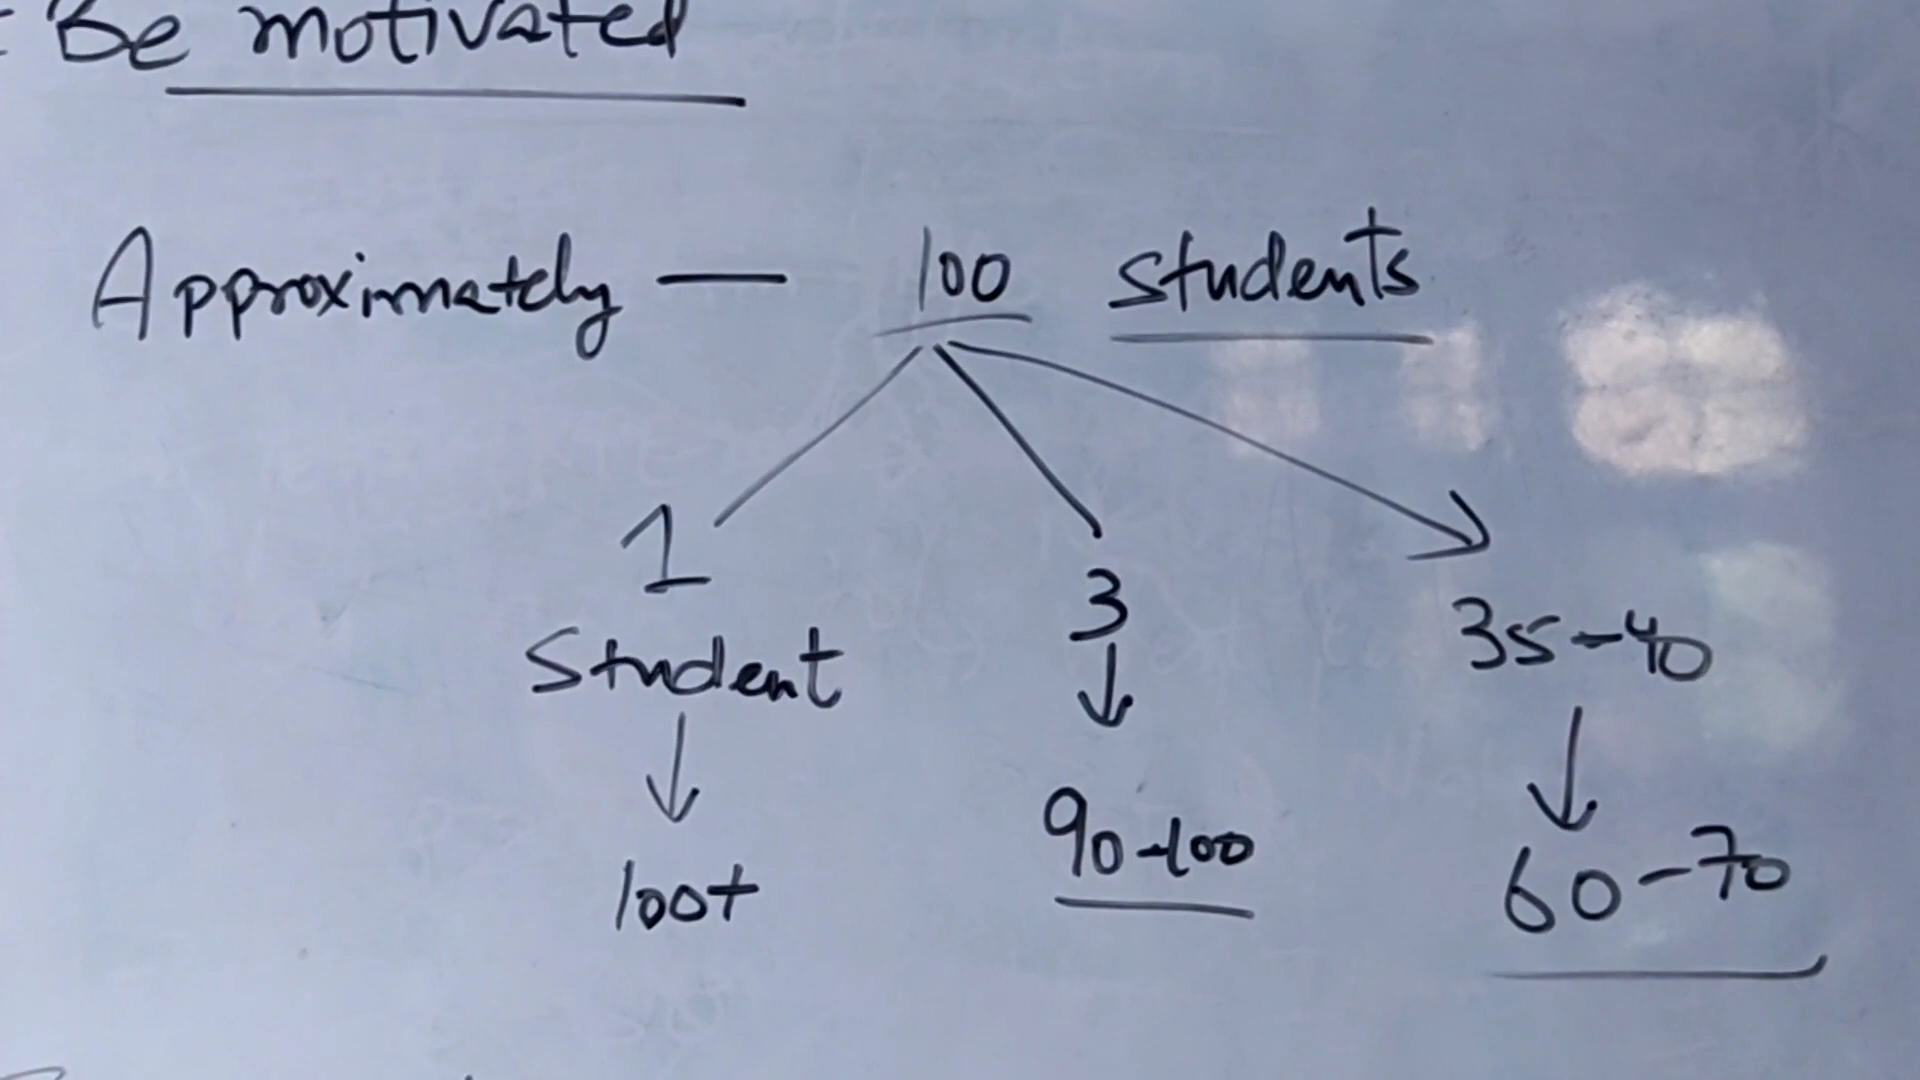 Be motivated
Approximately — 100 students
1 3 35-40
Student
100+ 90-100 60-70